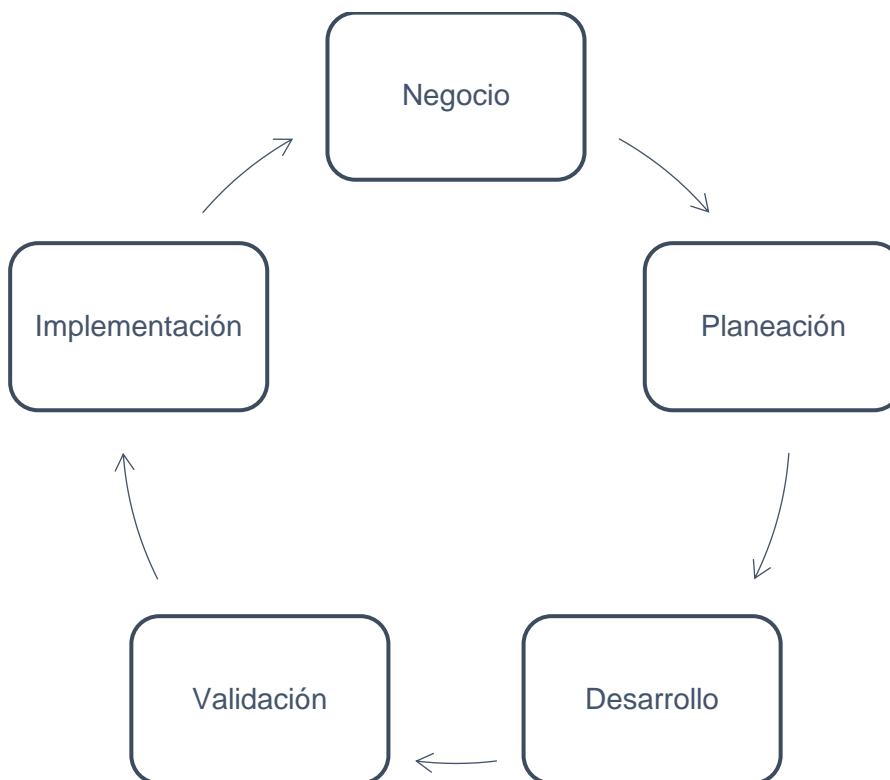 Negocio
Planeación
Desarrollo
Validación
Implementación